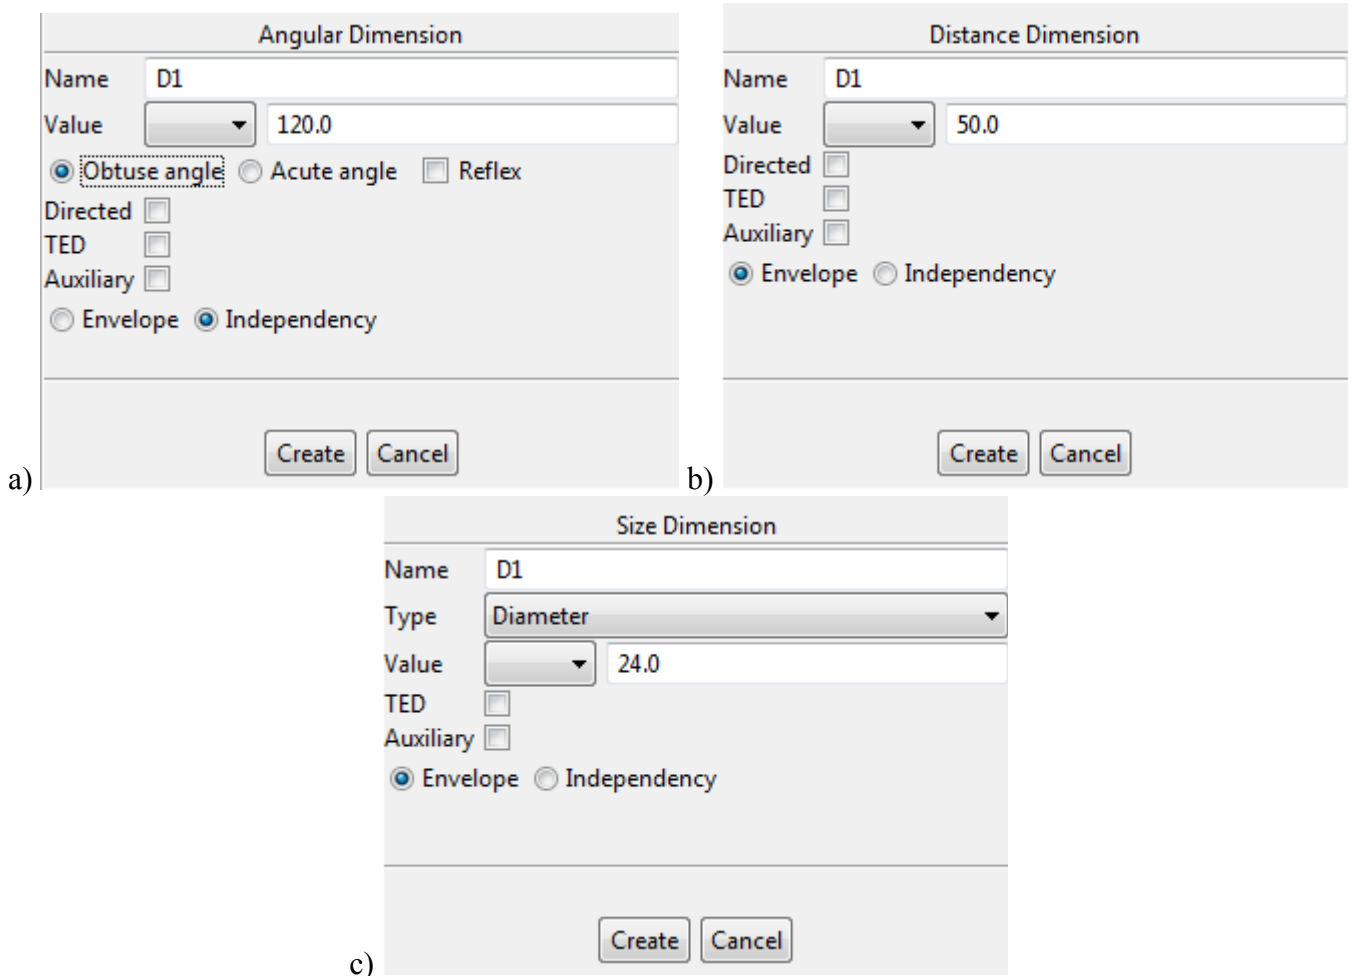 Angular Dimension
Name D1
Value 120.0
Obtuse angle Acute angle Reflex
Directed
TED
Auxiliary
Envelope Independency
Create Cancel
a)
Distance Dimension
Name D1
Value 50.0
Directed
TED
Auxiliary
Envelope Independency
Create Cancel
b)
Size Dimension
Name D1
Type Diameter
Value 24.0
TED
Auxiliary
Envelope Independency
Create Cancel
c)